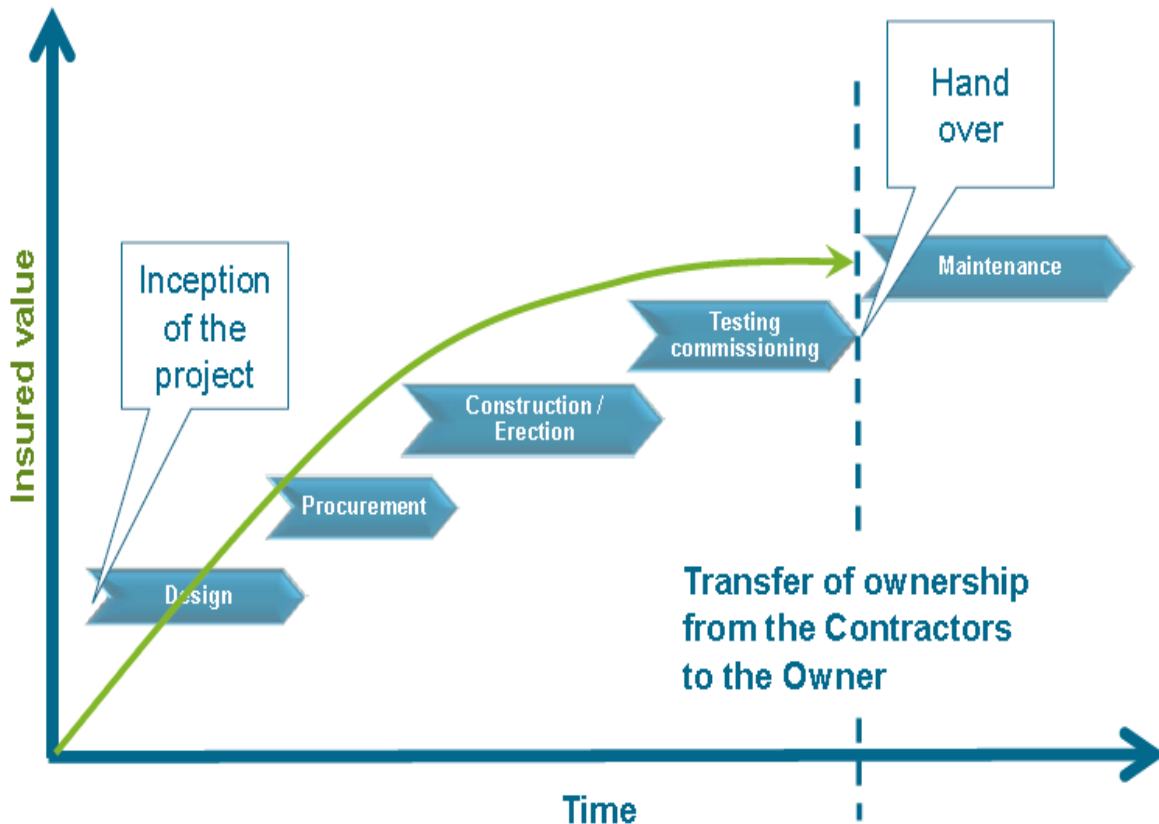 Hand
over
Maintenance
Inception
of the
project
Testing
commissioning
Construction /
Erection
Procurement
Design
Insured value
Transfer of ownership
from the Contractors
to the Owner
Time